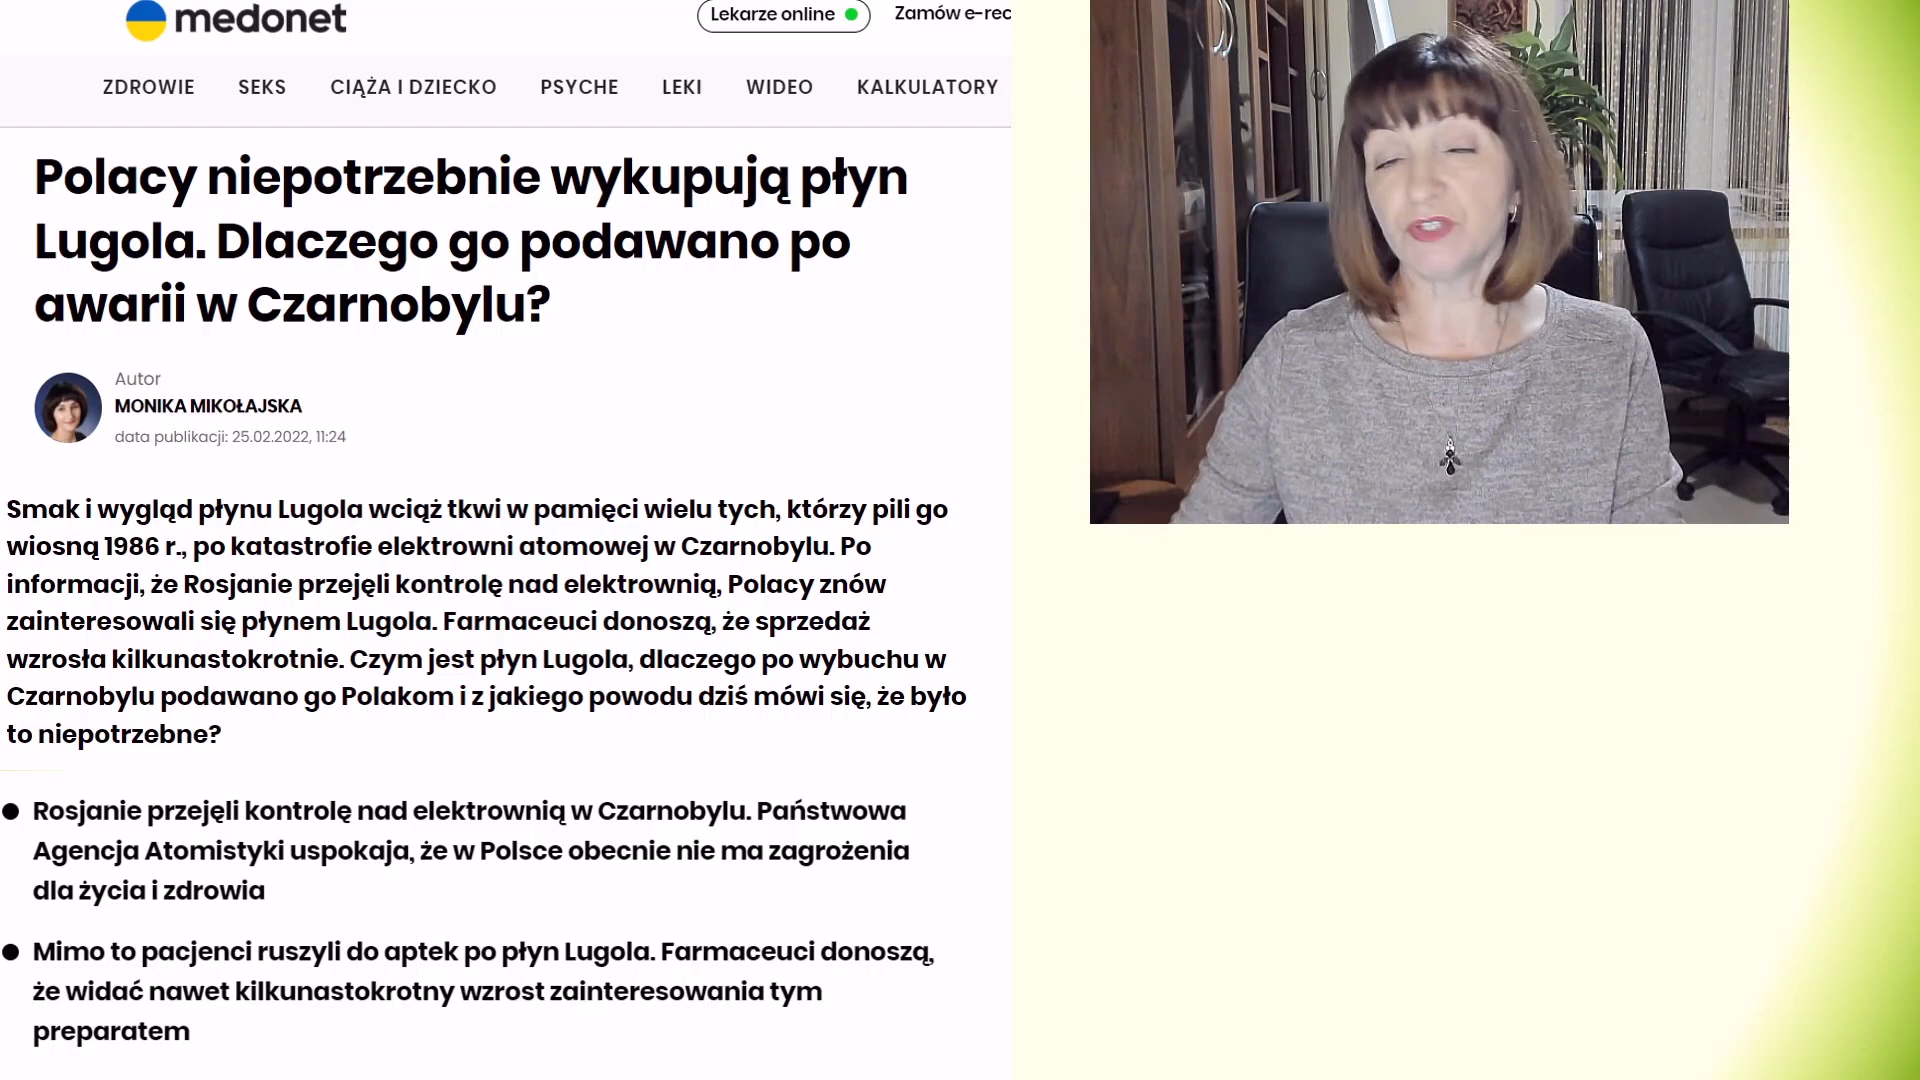 medonet
Lekarze online
Zamów e-rec
ZDROWIE SEKS CIĄŻA I DZIECKO PSYCHE LEKI WIDEO KALKULATORY
Polacy niepotrzebnie wykupują płyn
Lugola. Dlaczego go podawano po
awarii w Czarnobylu?
Autor
MONIKA MIKOŁAJSKA
data publikacji: 25.02.2022, 11:24
Smak i wygląd płynu Lugola wciąż tkwi w pamięci wielu tych, którzy pili go
wiosną 1986 r., po katastrofie elektrowni atomowej w Czarnobylu. Po
informacji, że Rosjanie przejęli kontrolę nad elektrownią, Polacy znów
zainteresowali się płynem Lugola. Farmaceuci donoszą, że sprzedaż
wzrosła kilkunastokrotnie. Czym jest płyn Lugola, dlaczego po wybuchu w
Czarnobylu podawano go Polakom i z jakiego powodu dziś mówi się, że było
to niepotrzebne?
Rosjanie przejęli kontrolę nad elektrownią w Czarnobylu. Państwowa
Agencja Atomistyki uspokaja, że w Polsce obecnie nie ma zagrożenia
dla życia i zdrowia
Mimo to pacjenci ruszyli do aptek po płyn Lugola. Farmaceuci donoszą,
że widać nawet kilkunastokrotny wzrost zainteresowania tym
preparatem